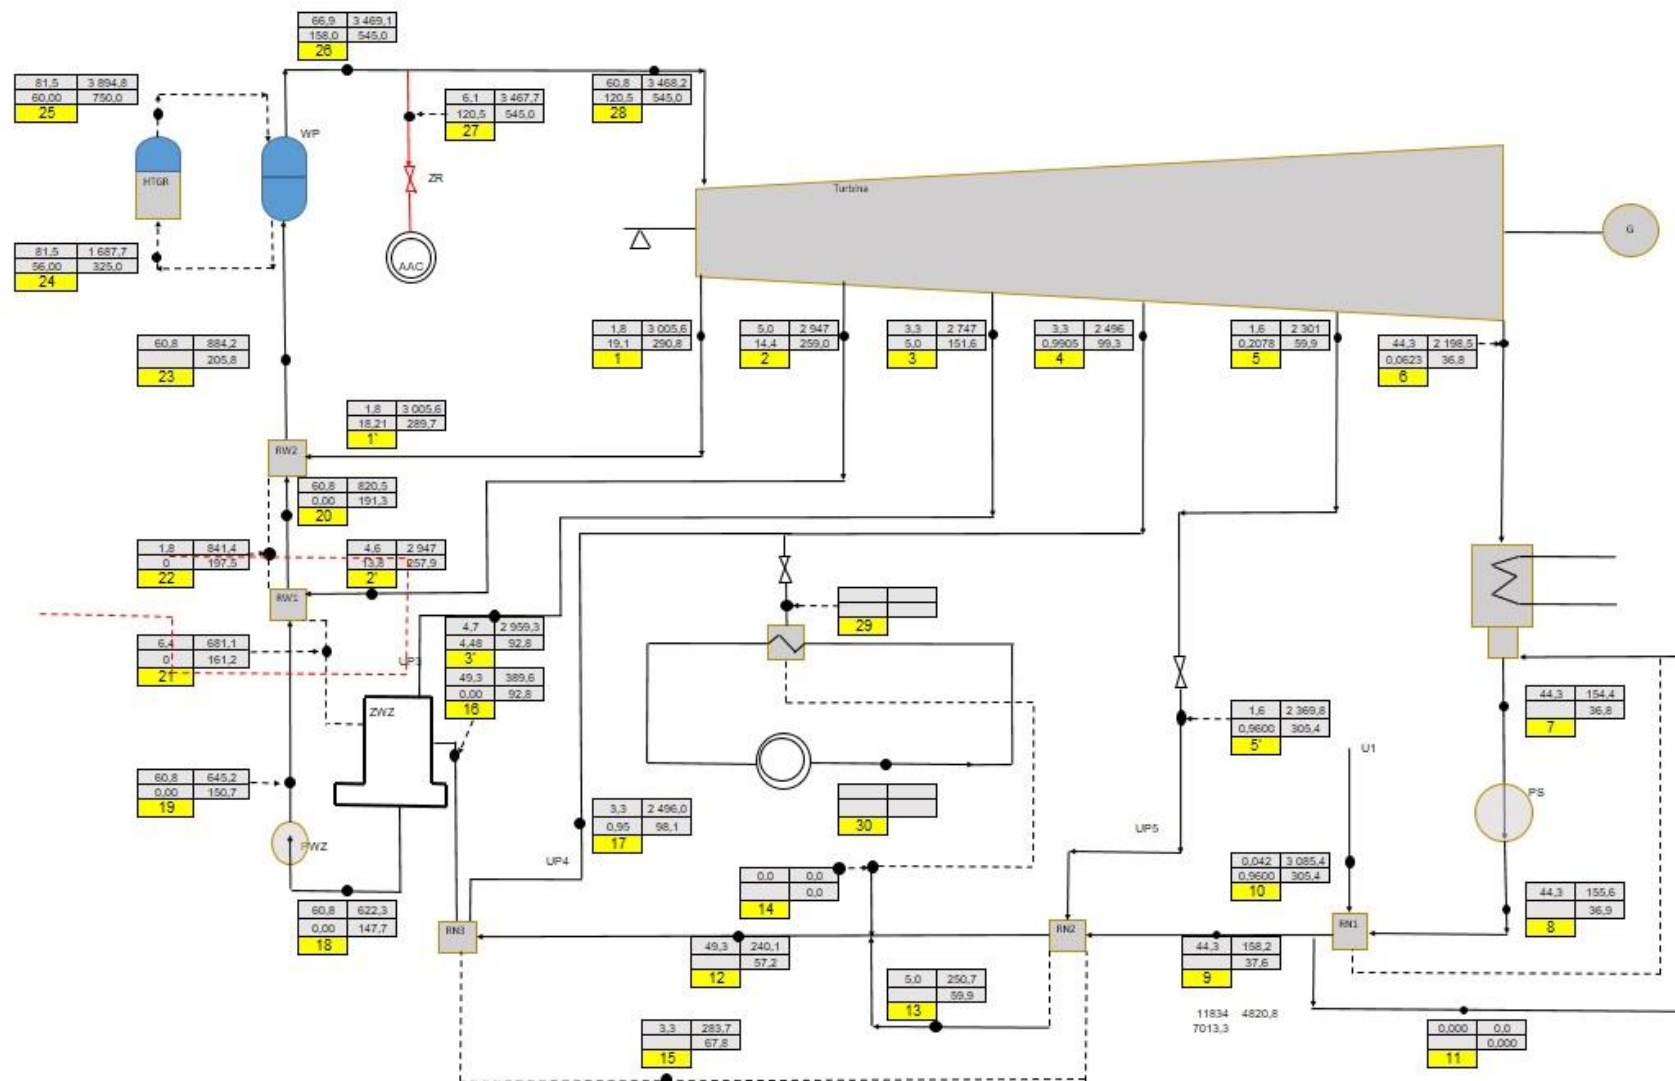 66,9 3 469,1
158,0 545,0
26
81,5 3 894,8
60,00 750,0
25
6,1 3 467,7
120,5 545,0
27
60,8 3 468,2
120,5 545,0
28
WP
HTGR
ZR
AAC
Turbina
G
81,5 1 687,7
56,00 325,0
24
60,8 884,2
205,8
23
1,8 3 005,6
19,1 290,8
1
5,0 2 947
14,4 259,0
2
3,3 2 747
5,0 151,6
3
3,3 2 496
0,9905 99,3
4
1,6 2 301
0,2078 59,9
5
44,3 2 198,5
0,0623 36,8
6
1,8 3 005,6
18,21 289,7
1'
RW2
60,8 820,5
0,00 191,3
20
1,8 841,4
0 197,5
22
4,6 2 947
13,8 257,9
2'
RW1
6,4 681,1
0 161,2
21
UP3
4,7 2 959,3
4,48 92,8
3'
49,3 389,6
0,00 92,8
16
29
ZWZ
60,8 645,2
0,00 150,7
19
PWZ
30
3,3 2 496,0
0,95 98,1
17
1,6 2 369,8
0,9600 305,4
5'
U1
44,3 154,4
36,8
7
PS
UP5
UP4
0,042 3 085,4
0,9600 305,4
10
0,0 0,0
0,0
14
44,3 155,6
36,9
8
60,8 622,3
0,00 147,7
18
RN3
RN2
RN1
49,3 240,1
57,2
12
44,3 158,2
37,6
9
5,0 250,7
59,9
13
11834 4820,8
7013,3
3,3 283,7
67,8
15
0,000 0,0
0,000
11